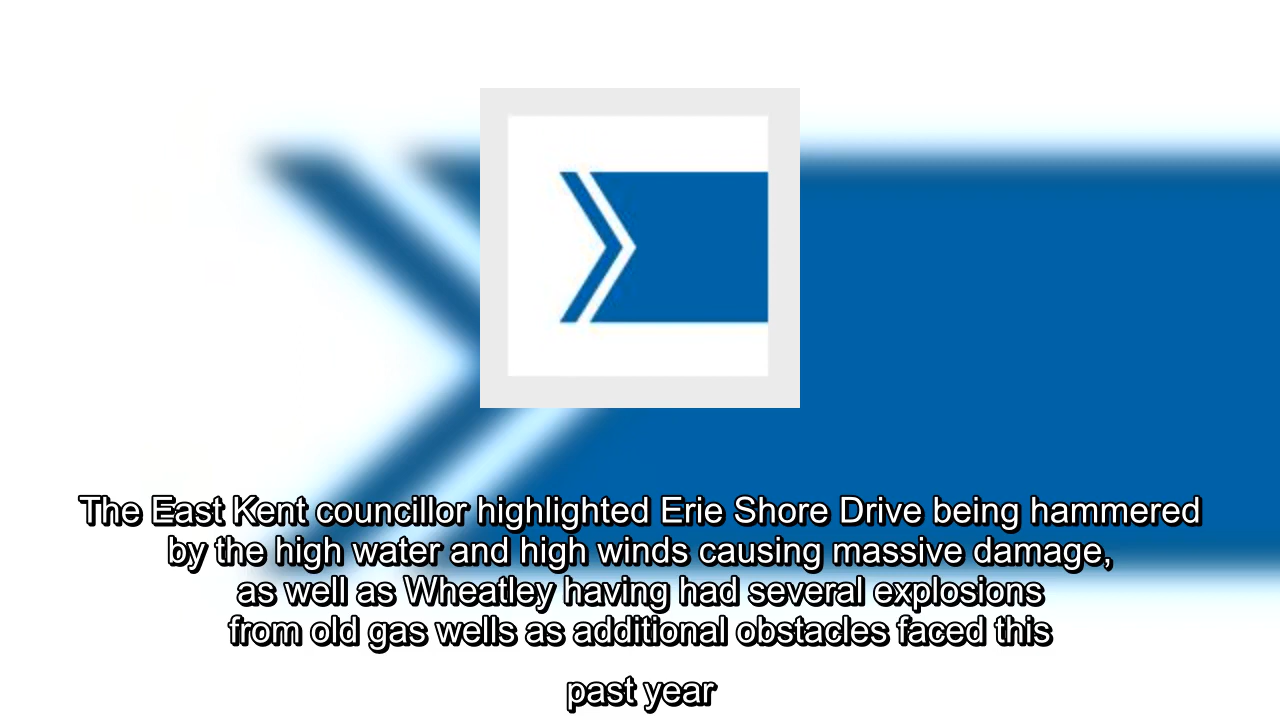 The East Kent councillor highlighted Erie Shore Drive being hammered
by the high water and high winds causing massive damage,
as well as Wheatley having had several explosions
from old gas wells as additional obstacles faced this
past year